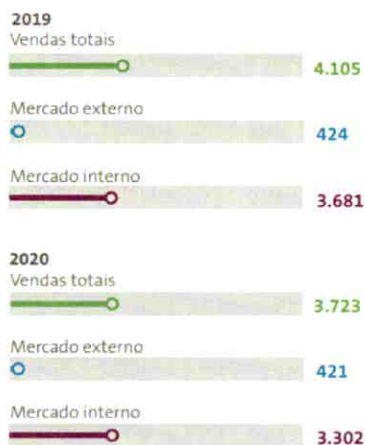 2019
Vendas totais
4.105
Mercado externo
424
Mercado interno
3.681
2020
Vendas totais
3.723
Mercado externo
421
Mercado interno
3.302